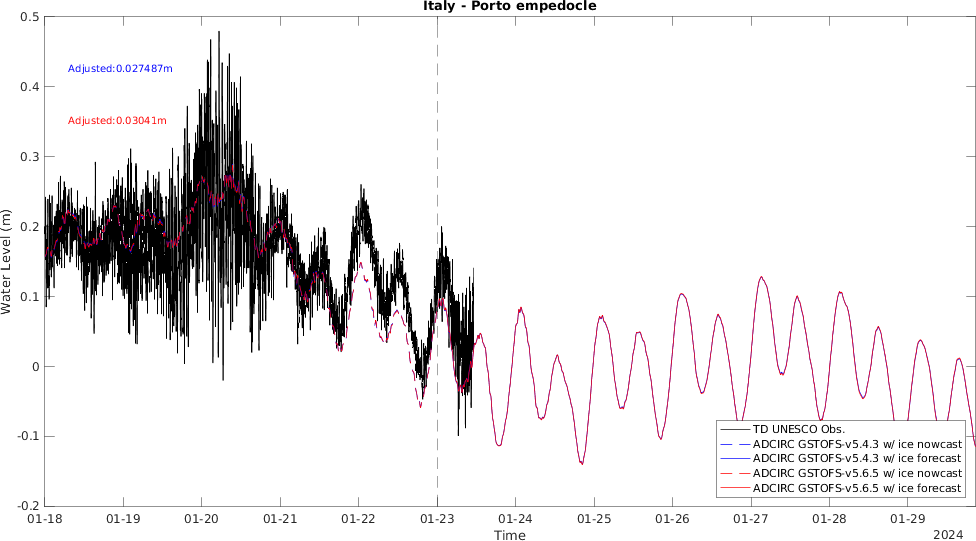 Italy - Porto empedocle
0.5
0.4
0.3
0.2
0.1
0
-0.1
-0.2
Water Level (m)
Adjusted:0.027487m
Adjusted:0.03041m
TD UNESCO Obs.
ADCIRC GSTOFS-v5.4.3 w/ ice nowcast
ADCIRC GSTOFS-v5.4.3 w/ ice forecast
ADCIRC GSTOFS-v5.6.5 w/ ice nowcast
ADCIRC GSTOFS-v5.6.5 w/ ice forecast
01-18 01-19 01-20 01-21 01-22 01-23 01-24 01-25 01-26 01-27 01-28 01-29
Time
2024